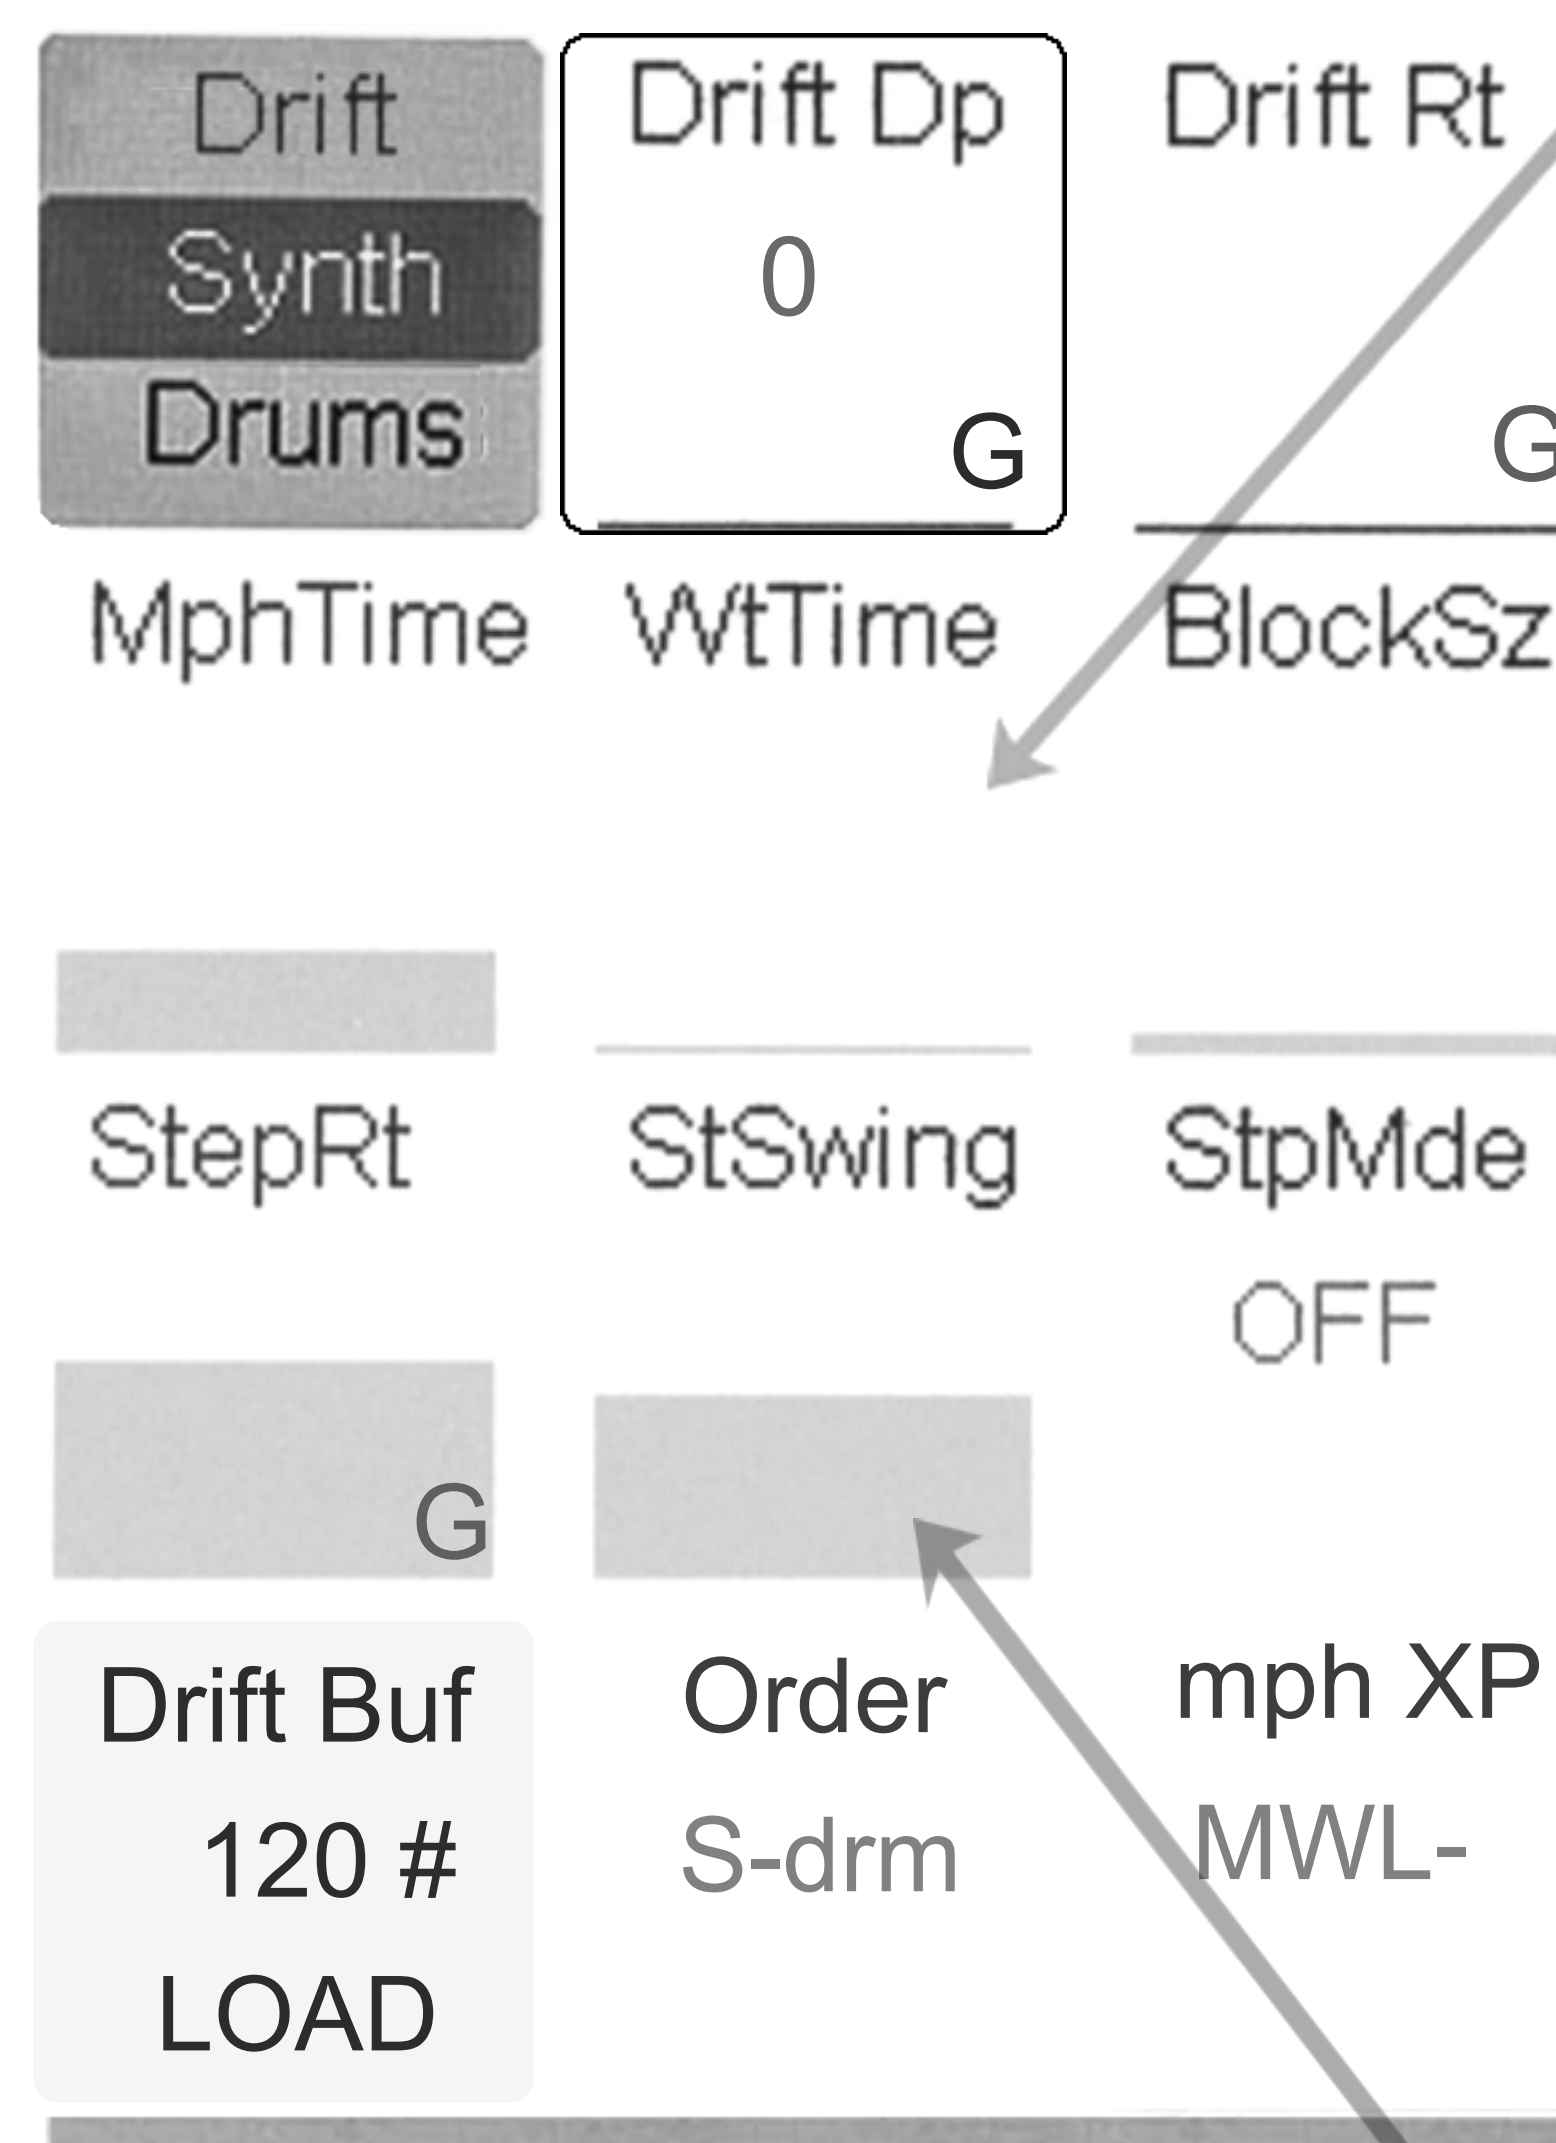 Drift
Synth
Drums
Drift Dp
0
G
Drift Rt
G
MphTime
WtTime
BlockSz
StepRt
G
StSwing
StpMde
OFF
Drift Buf
120 #
LOAD
Order
S-drm
mph XP
MWL-